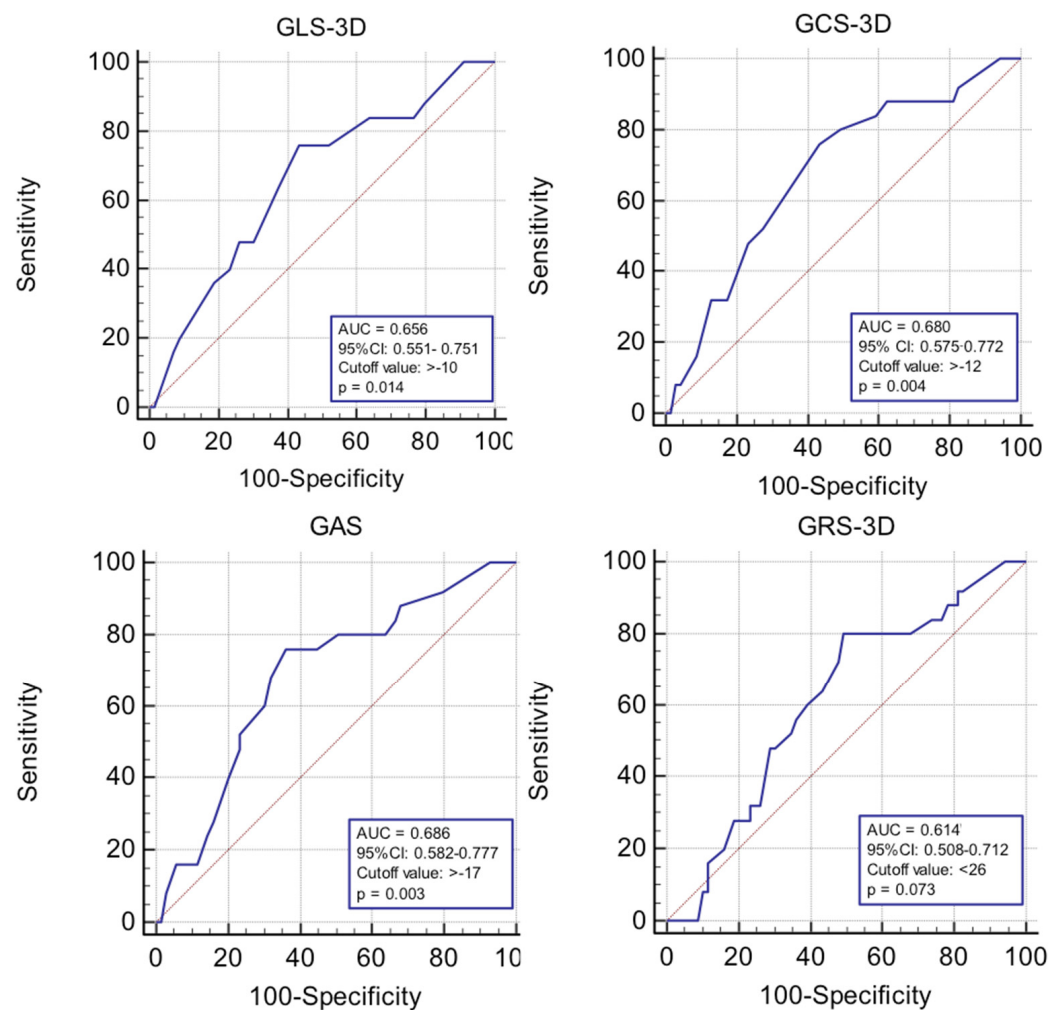 GLS-3D
100
80
60
40
20
0
Sensitivity
AUC = 0.656
95%CI: 0.551- 0.751
Cutoff value: >-10
p = 0.014
0 20 40 60 80 100
100-Specificity
GCS-3D
100
80
60
40
20
0
Sensitivity
AUC = 0.680
95% CI: 0.575-0.772
Cutoff value: >-12
p = 0.004
0 20 40 60 80 100
100-Specificity
GAS
100
80
60
40
20
0
Sensitivity
AUC = 0.686
95%CI: 0.582-0.777
Cutoff value: >-17
p = 0.003
0 20 40 60 80 10
100-Specificity
GRS-3D
100
80
60
40
20
0
Sensitivity
AUC = 0.614
95%CI: 0.508-0.712
Cutoff value: <26
p = 0.073
0 20 40 60 80 100
100-Specificity